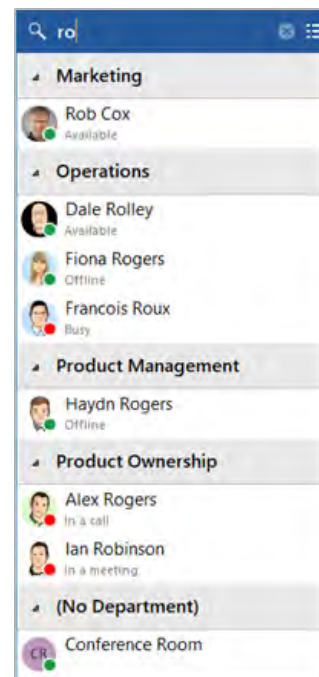 ro
Marketing
Rob Cox
Available
Operations
Dale Rolley
Available
Fiona Rogers
Offline
Francois Roux
Busy
Product Management
Haydn Rogers
Offline
Product Ownership
Alex Rogers
In a call
Ian Robinson
In a meeting
(No Department)
Conference Room
CR